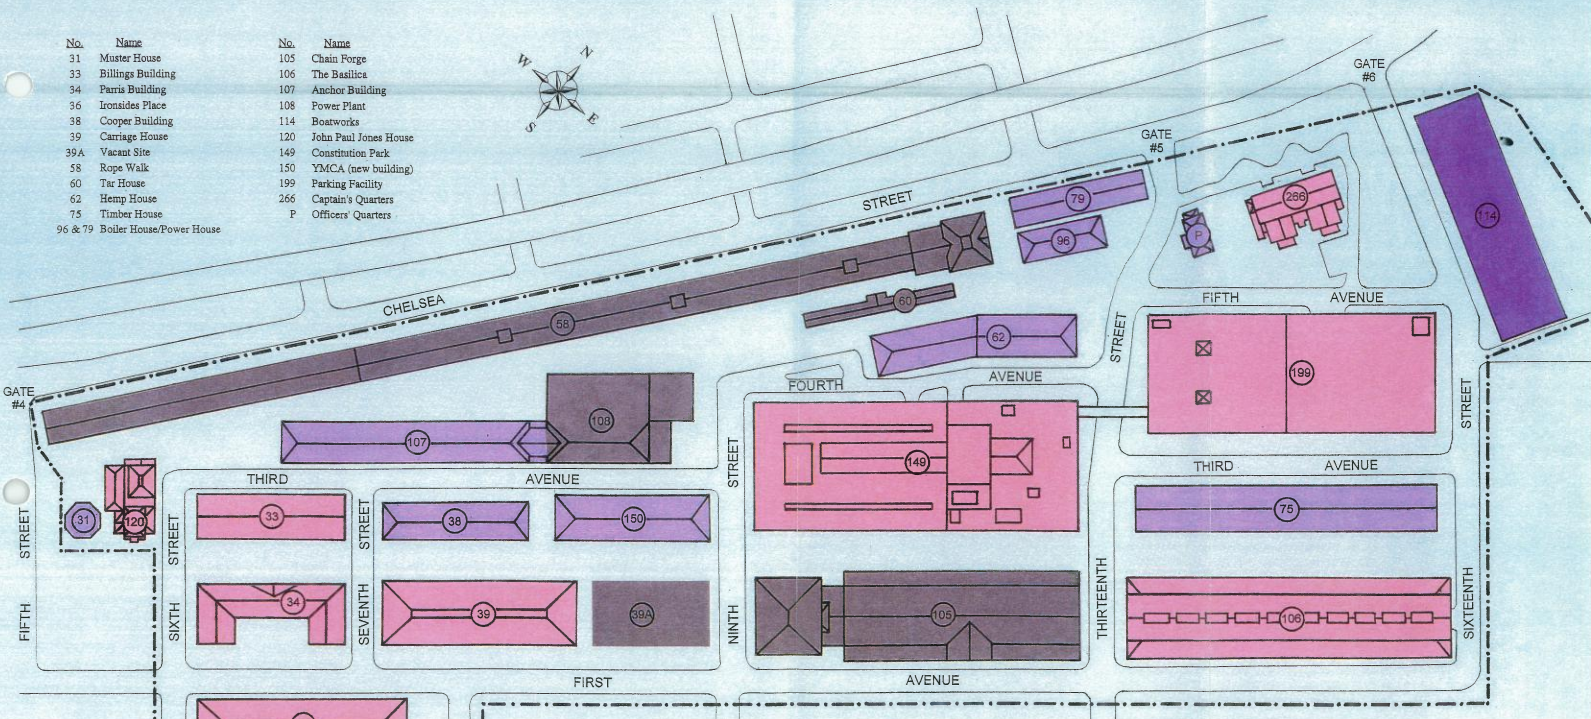 No. Name
31 Muster House
33 Billings Building
34 Parris Building
36 Ironsides Place
38 Cooper Building
39 Carriage House
39A Vacant Site
58 Rope Walk
60 Tar House
62 Hemp House
75 Timber House
96 & 79 Boiler House/Power House
No. Name
105 Chain Forge
106 The Basilica
107 Anchor Building
108 Power Plant
114 Boatworks
120 John Paul Jones House
149 Constitution Park
150 YMCA (new building)
199 Parking Facility
266 Captain's Quarters
P Officers' Quarters
N
W
E
S
GATE
#6
GATE
#5
CHELSEA STREET
79
96
266
P
114
58
60
62
FIFTH AVENUE
STREET
199
GATE
#4
FOURTH AVENUE
107
108
149
STREET
STREET
THIRD AVENUE
THIRD AVENUE
31
120
33
38
150
75
34
39
39A
105
106
FIFTH STREET
SIXTH STREET
SEVENTH STREET
NINTH
THIRTEENTH
SIXTEENTH
FIRST AVENUE